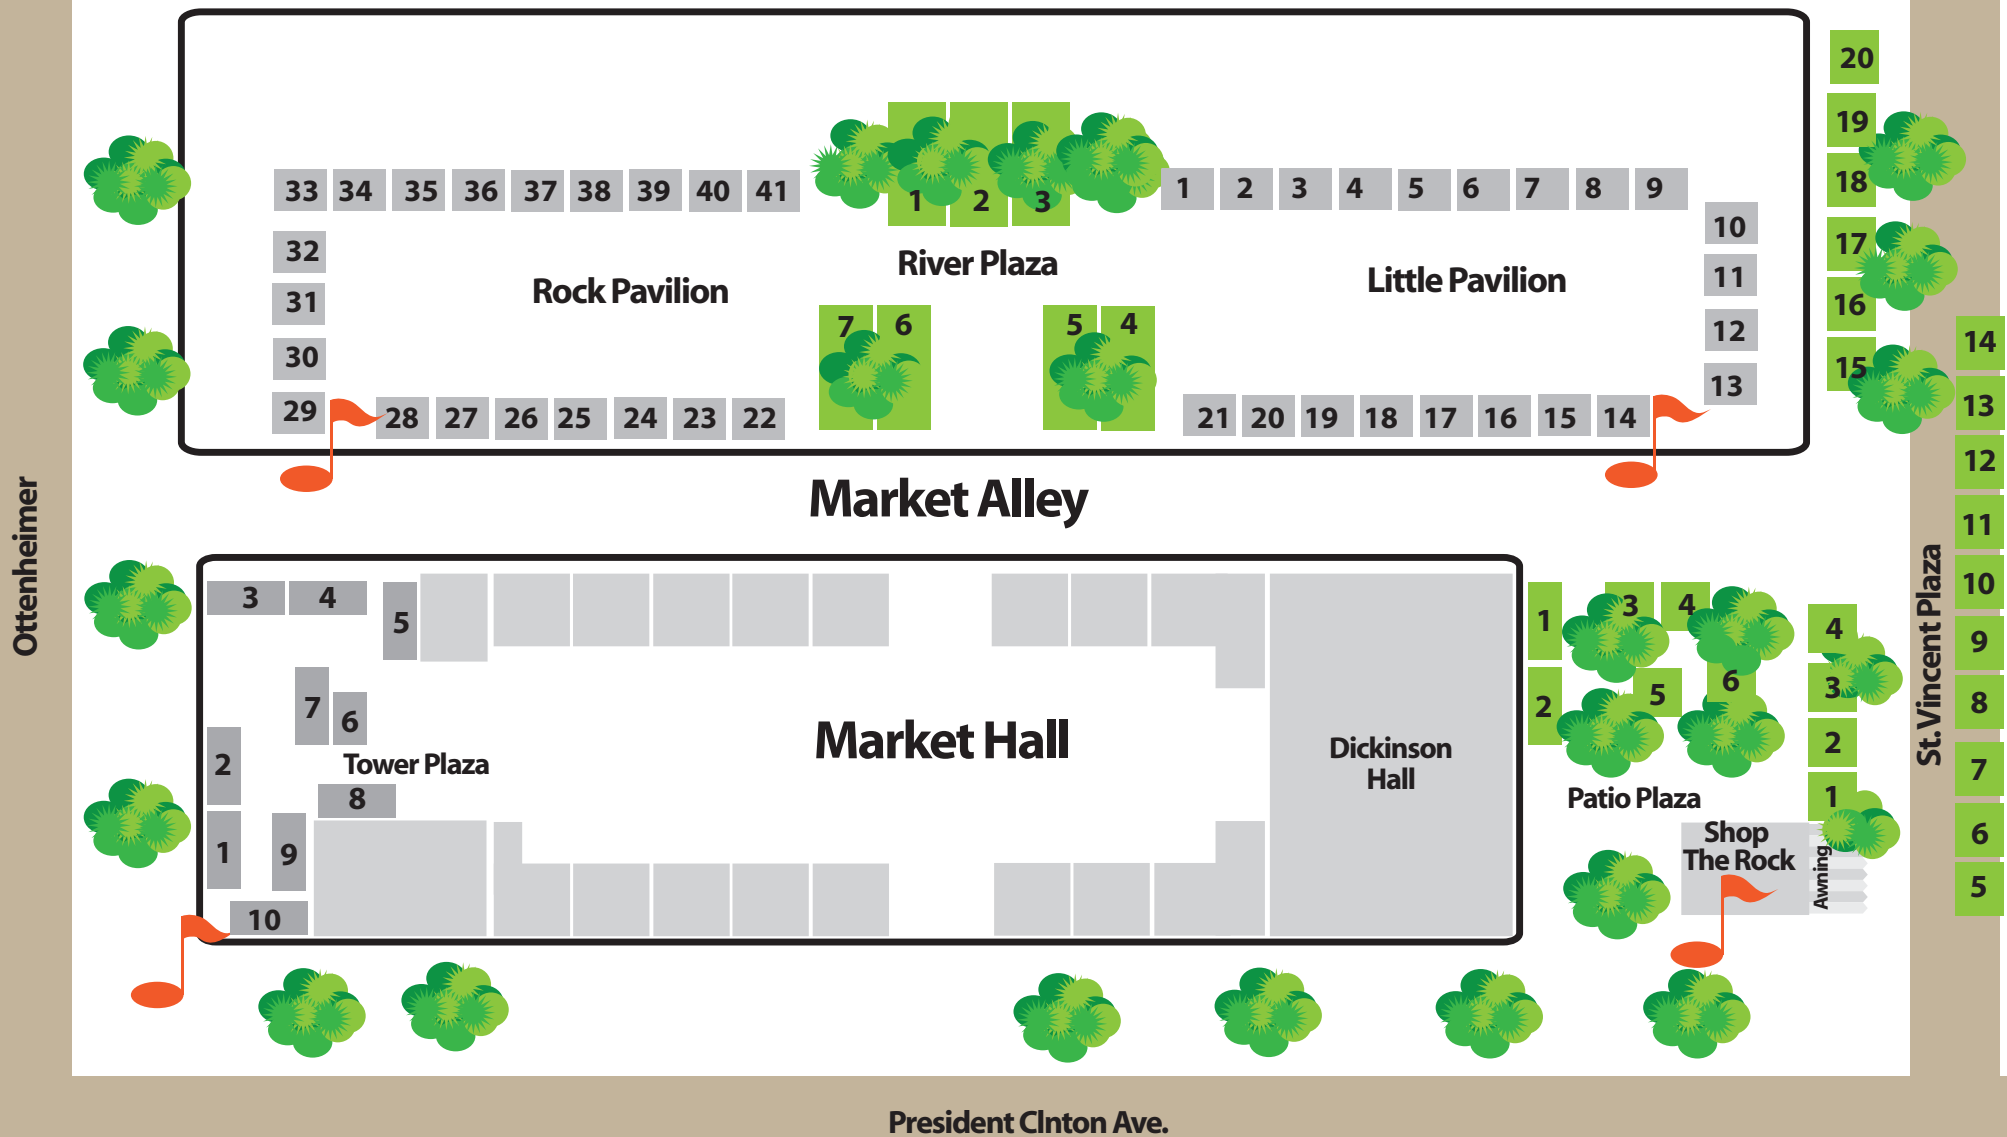 20
19
33 34 35 36 37 38 39 40 41
1 2 3
1 2 3 4 5 6 7 8 9
18
10
32
River Plaza
17
11
Rock Pavilion
Little Pavilion
31
16
7 6
5 4
12
14
30
15
13
29
28 27 26 25 24 23 22
21 20 19 18 17 16 15 14
13
12
Market Alley
11
Ottenheimer
St. Vincent Plaza
10
3 4
5
1
3 4
4
9
7
6
2
5
6
3
8
2
Tower Plaza
Market Hall
Dickinson
Hall
2
7
8
Patio Plaza
1
1
9
Shop
The Rock
Awning
6
5
10
President Clnton Ave.